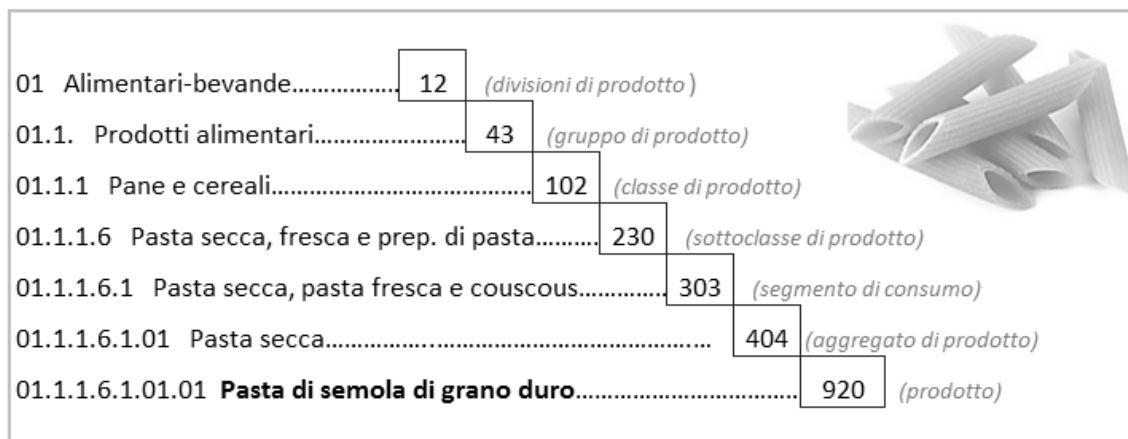 01 Alimentari-bevande................. 12 (divisioni di prodotto )
01.1. Prodotti alimentari........................ 43 (gruppo di prodotto)
01.1.1 Pane e cereali......................................... 102 (classe di prodotto)
01.1.1.6 Pasta secca, fresca e prep. di pasta.......... 230 (sottoclasse di prodotto)
01.1.1.6.1 Pasta secca, pasta fresca e couscous.............. 303 (segmento di consumo)
01.1.1.6.1.01 Pasta secca............................................................. 404 (aggregato di prodotto)
01.1.1.6.1.01.01 Pasta di semola di grano duro................................... 920 (prodotto)